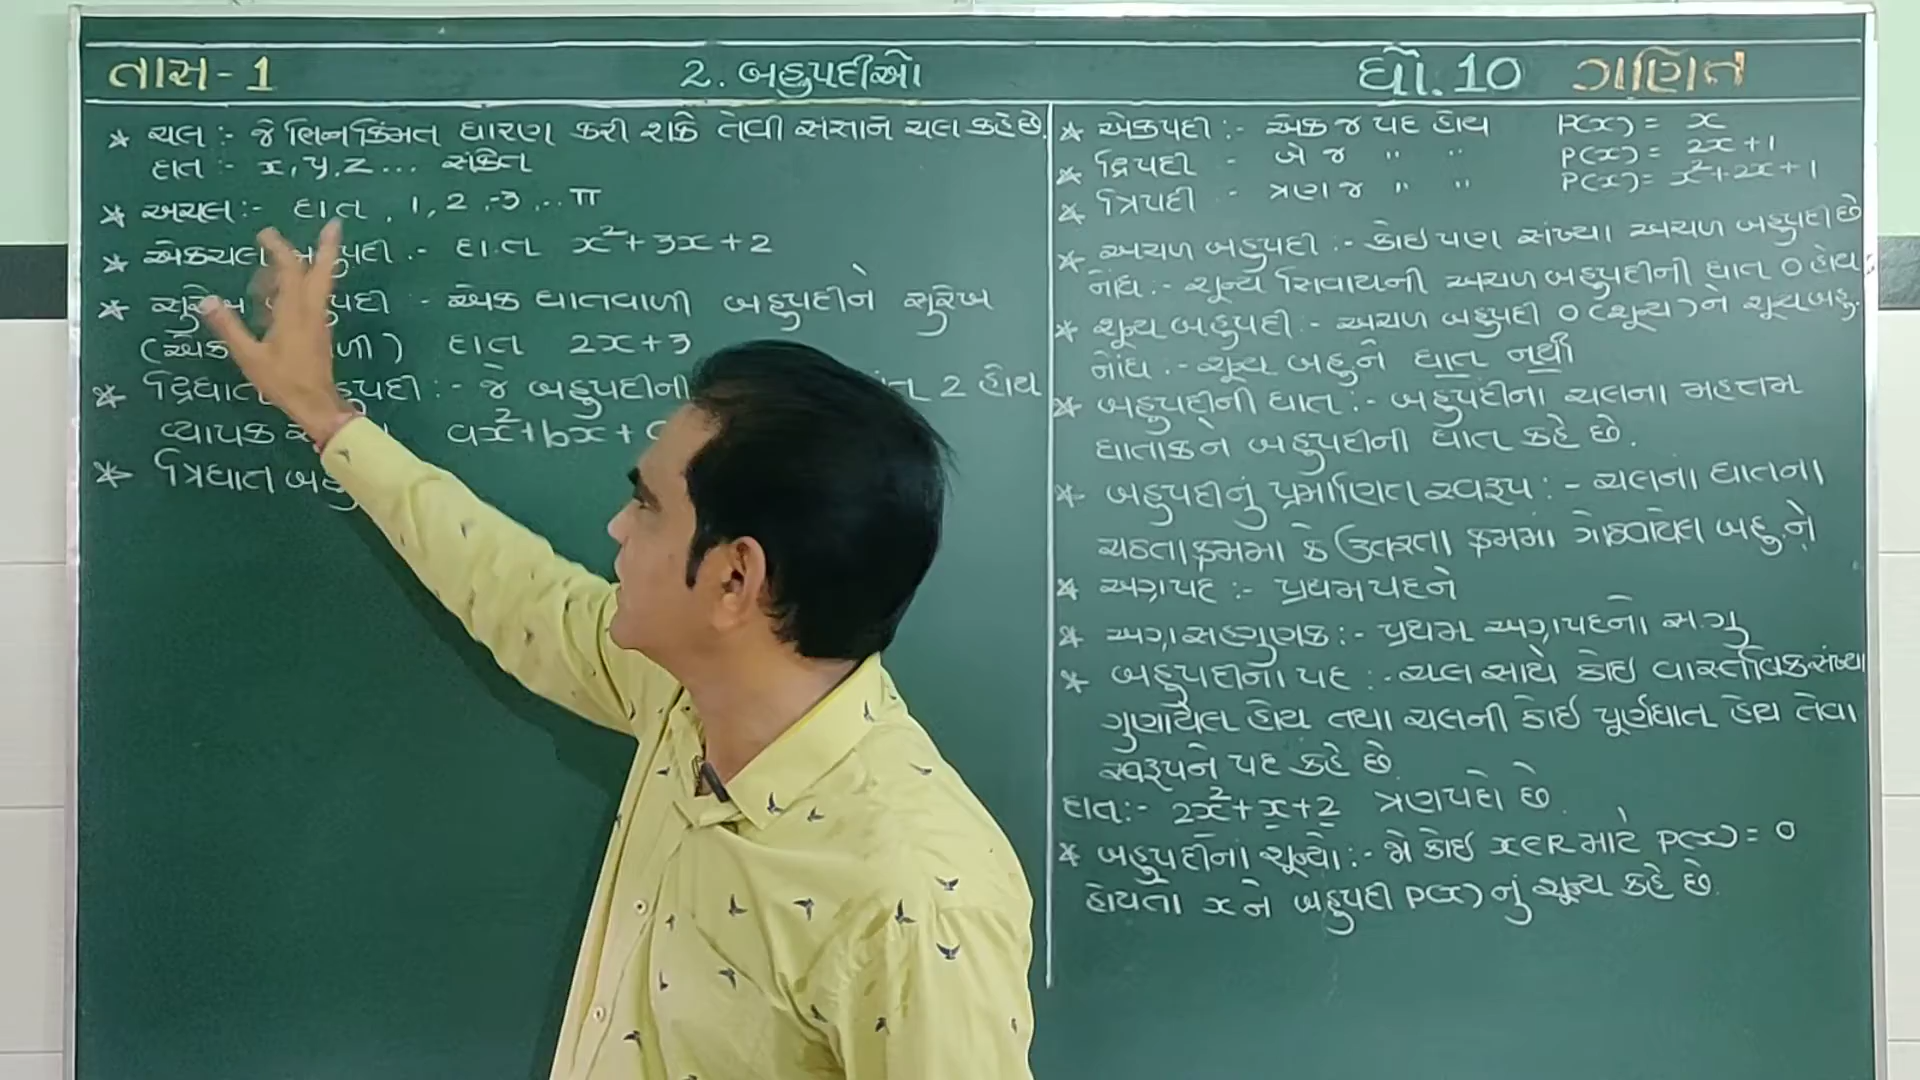 તાસ - 1
2. બહુપદીઓ
ધો. 10 ગણિત
* ચલ :- જે ભિન્ન કિંમત ધારણ કરી શકે તેવી સંજ્ઞાને ચલ કહે છે.
દા.ત :- x, y, z ... સંકેત
* અચલ :- દા.ત , 1, 2, -3, .. π
* એકચલ બહુપદી :- દા.ત x²+3x+2
* સુરેખ બહુપદી :- એક ઘાતવાળી બહુપદીને સુરેખ
(એક ળી) દા.ત 2x+3
* દ્વિઘાત બહુપદી :- જે બહુપદીની ત 2 હોય
વ્યાપક ax²+bx+c
* ત્રિઘાત બહુ
* એકપદી :- એક જ પદ હોય P(x) = x
* દ્વિપદી - બે જ " " P(x) = 2x+1
* ત્રિપદી - ત્રણ જ " " P(x) = x²+2x+1
* અચળ બહુપદી :- કોઈપણ સંખ્યા અચળ બહુપદી છે
નોંધ :- શૂન્ય સિવાયની અચળ બહુપદીની ઘાત 0 હોય
* શૂન્ય બહુપદી :- અચળ બહુપદી 0 (શૂન્ય) ને શૂન્ય બહુ.
નોંધ :- શૂન્ય બહુને ઘાત નથી
* બહુપદીની ઘાત :- બહુપદીના ચલના મહત્તમ
ઘાતાંકને બહુપદીની ઘાત કહે છે.
* બહુપદીનું પ્રમાણિત સ્વરૂપ :- ચલના ઘાતના
ચઢતા ક્રમમાં કે ઉતરતા ક્રમમાં ગોઠવાયેલ બહુ.ને
* અગ્રપદ :- પ્રથમ પદને
* અગ્ર સહગુણક :- પ્રથમ અગ્રપદનો સ.ગુ
* બહુપદીના પદ :- ચલ સાથે કોઈ વાસ્તવિક સંખ્યા
ગુણાયેલ હોય તથા ચલની કોઈ પૂર્ણઘાત હોય તેવા
સ્વરૂપને પદ કહે છે.
દા.ત :- 2x²+x+2 ત્રણ પદો છે.
* બહુપદીનાં શૂન્યો :- જો કોઈ x∈R માટે P(x) = 0
હોય તો x ને બહુપદી P(x) નું શૂન્ય કહે છે.